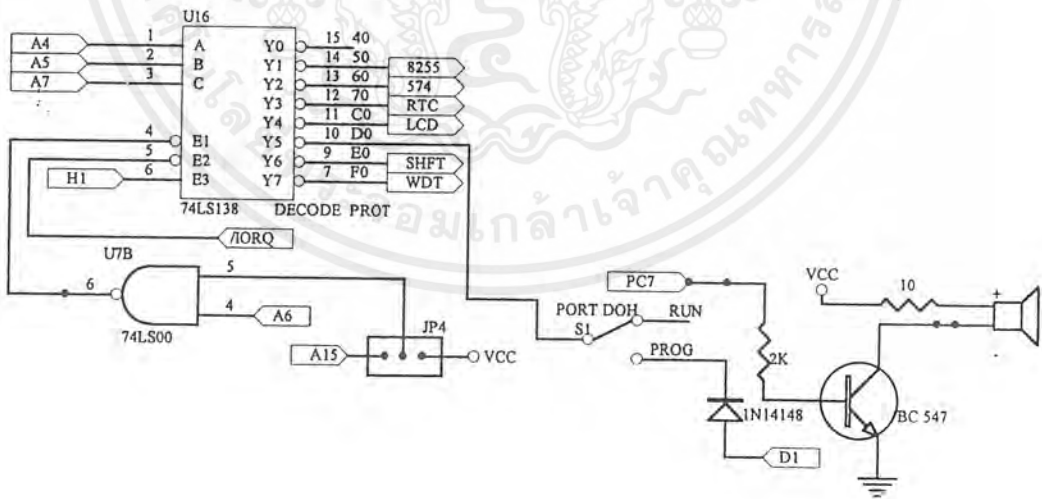 U16
A4 1 A Y0 15 40
A5 2 B Y1 14 50 8255
A7 3 C Y2 13 60 574
Y3 12 70 RTC
Y4 11 C0 LCD
4 E1 Y5 10 D0
5 E2 Y6 9 E0 SHFT
H1 6 E3 Y7 7 F0 WDT
74LS138 DECODE PROT
/IORQ
U7B
6 5
4 A6
74LS00
JP4
A15 VCC
PC7
PORT DOH RUN
S1
PROG
2K
1N14148
D1
VCC 10 +
BC 547